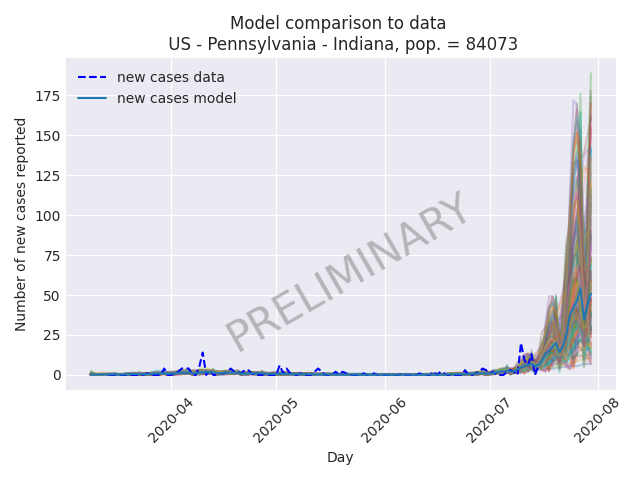 Model comparison to data
US - Pennsylvania - Indiana, pop. = 84073
new cases data
new cases model
175
150
125
100
75
50
25
0
Number of new cases reported
PRELIMINARY
2020-04
2020-05
2020-06
2020-07
2020-08
Day